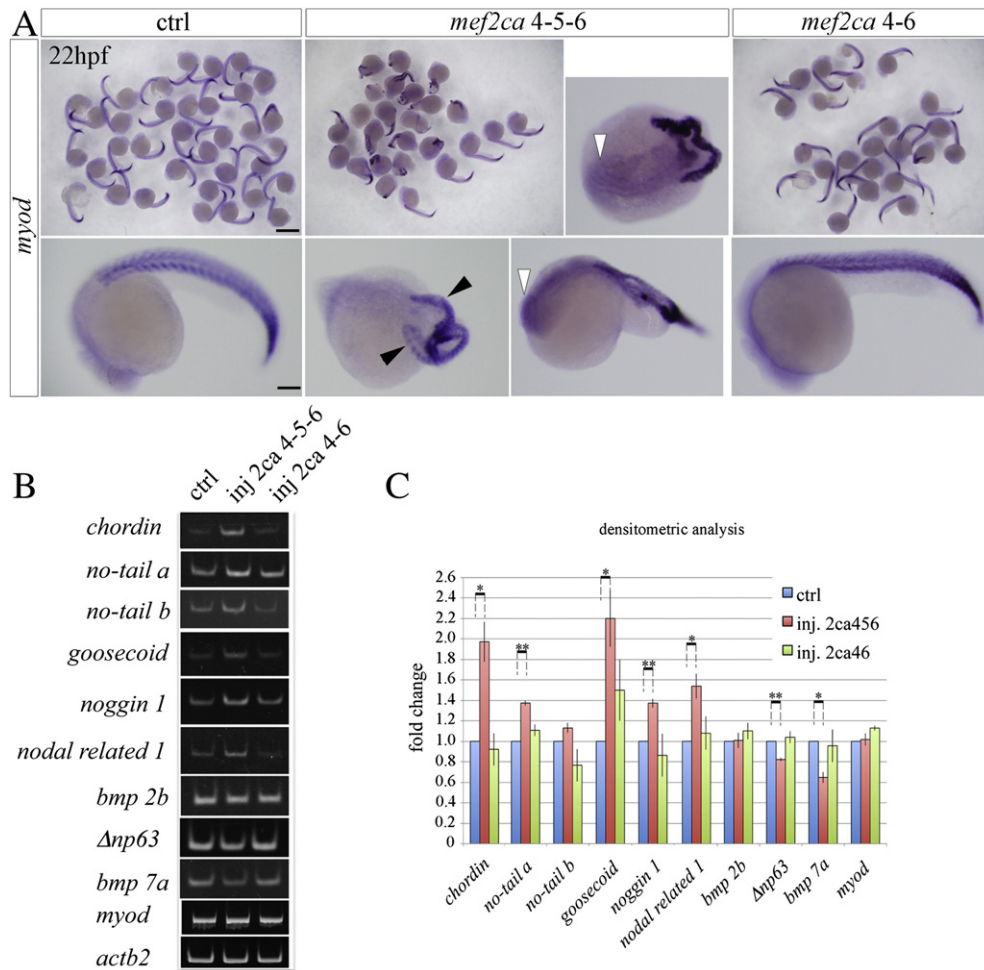 A
ctrl
mef2ca 4-5-6
mef2ca 4-6
22hpf
myod
B
ctrl
inj 2ca 4-5-6
inj 2ca 4-6
chordin
no-tail a
no-tail b
goosecoid
noggin 1
nodal related 1
bmp 2b
Δnp63
bmp 7a
myod
actb2
C
densitometric analysis
fold change
2.6
2.4
2.2
2.0
1.8
1.6
1.4
1.2
1.0
0.8
0.6
0.4
0.2
0
*
**
*
**
*
**
*
ctrl
inj. 2ca456
inj. 2ca46
chordin
no-tail a
no-tail b
goosecoid
noggin 1
nodal related 1
bmp 2b
Δnp63
bmp 7a
myod